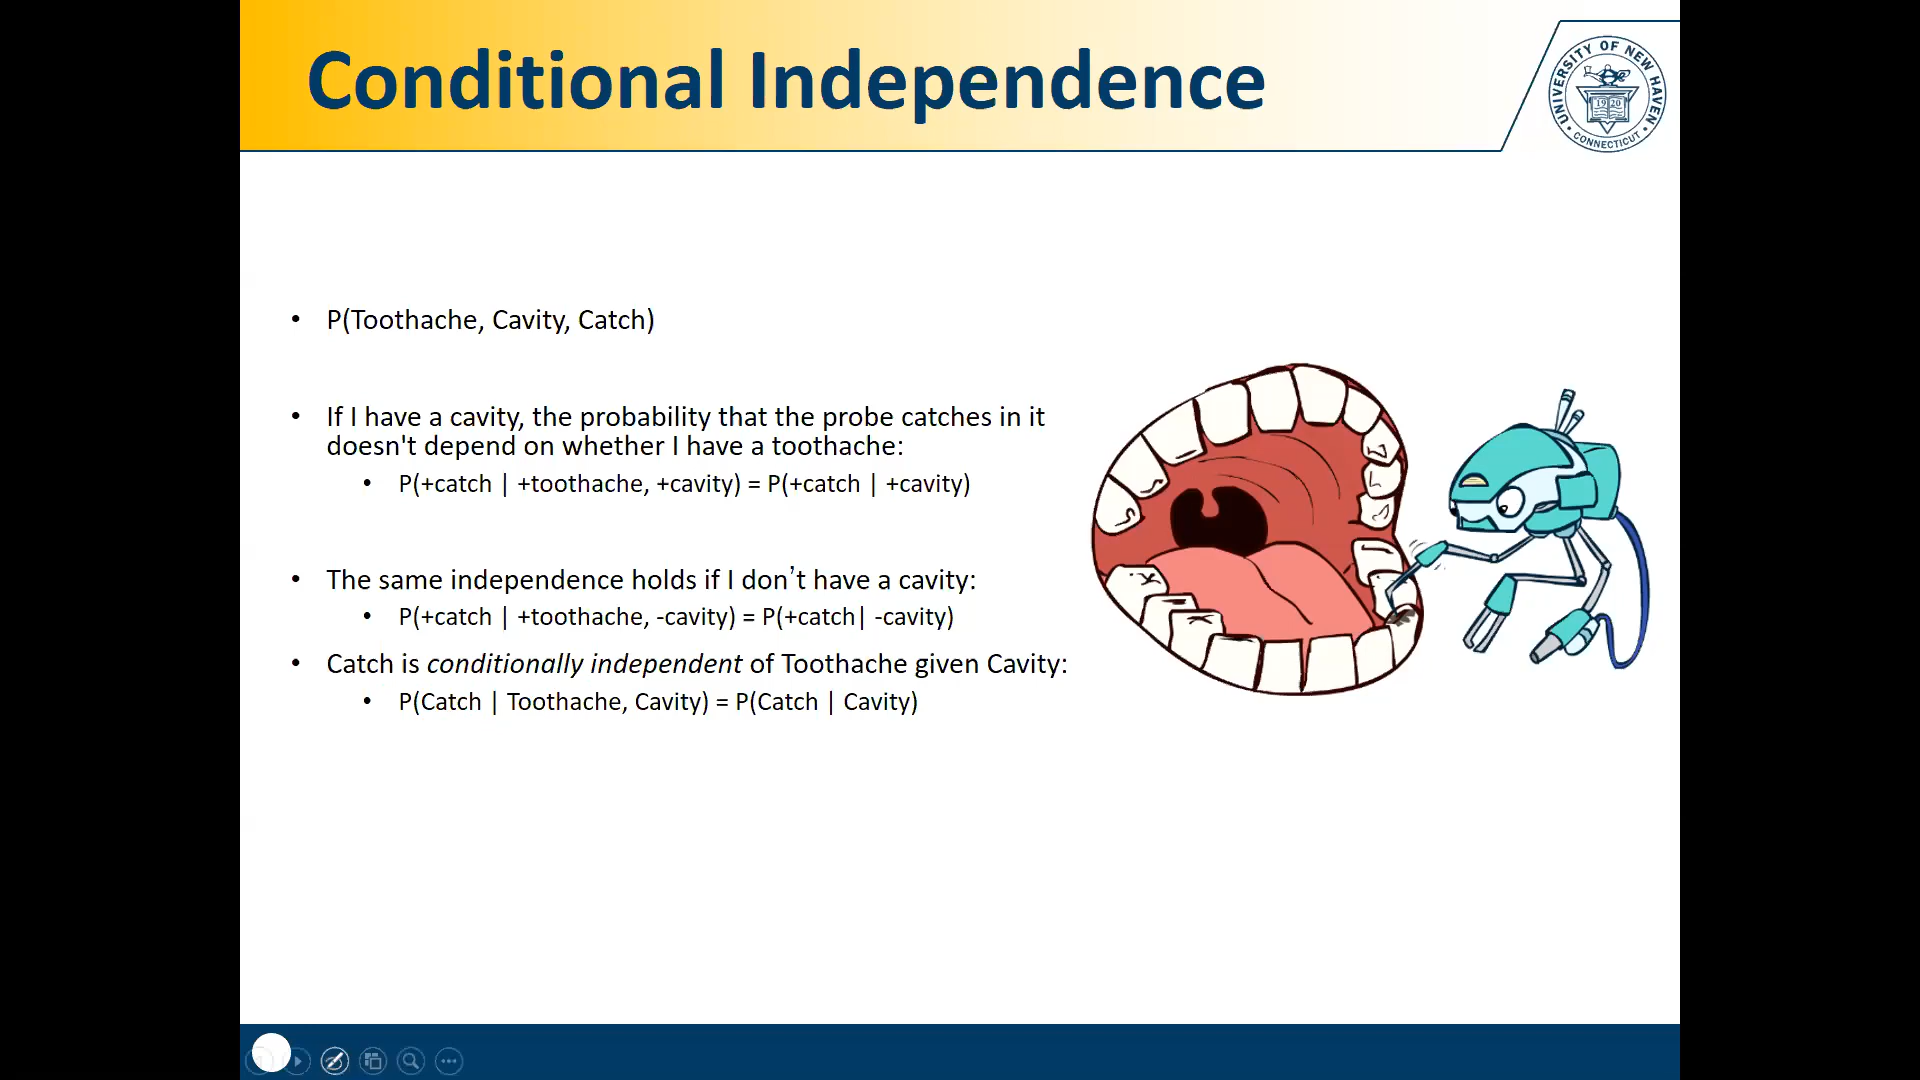 Conditional Independence
UNIVERSITY OF NEW HAVEN
1920
CONNECTICUT
• P(Toothache, Cavity, Catch)
• If I have a cavity, the probability that the probe catches in it
doesn't depend on whether I have a toothache:
• P(+catch | +toothache, +cavity) = P(+catch | +cavity)
• The same independence holds if I don’t have a cavity:
• P(+catch | +toothache, -cavity) = P(+catch| -cavity)
• Catch is conditionally independent of Toothache given Cavity:
• P(Catch | Toothache, Cavity) = P(Catch | Cavity)